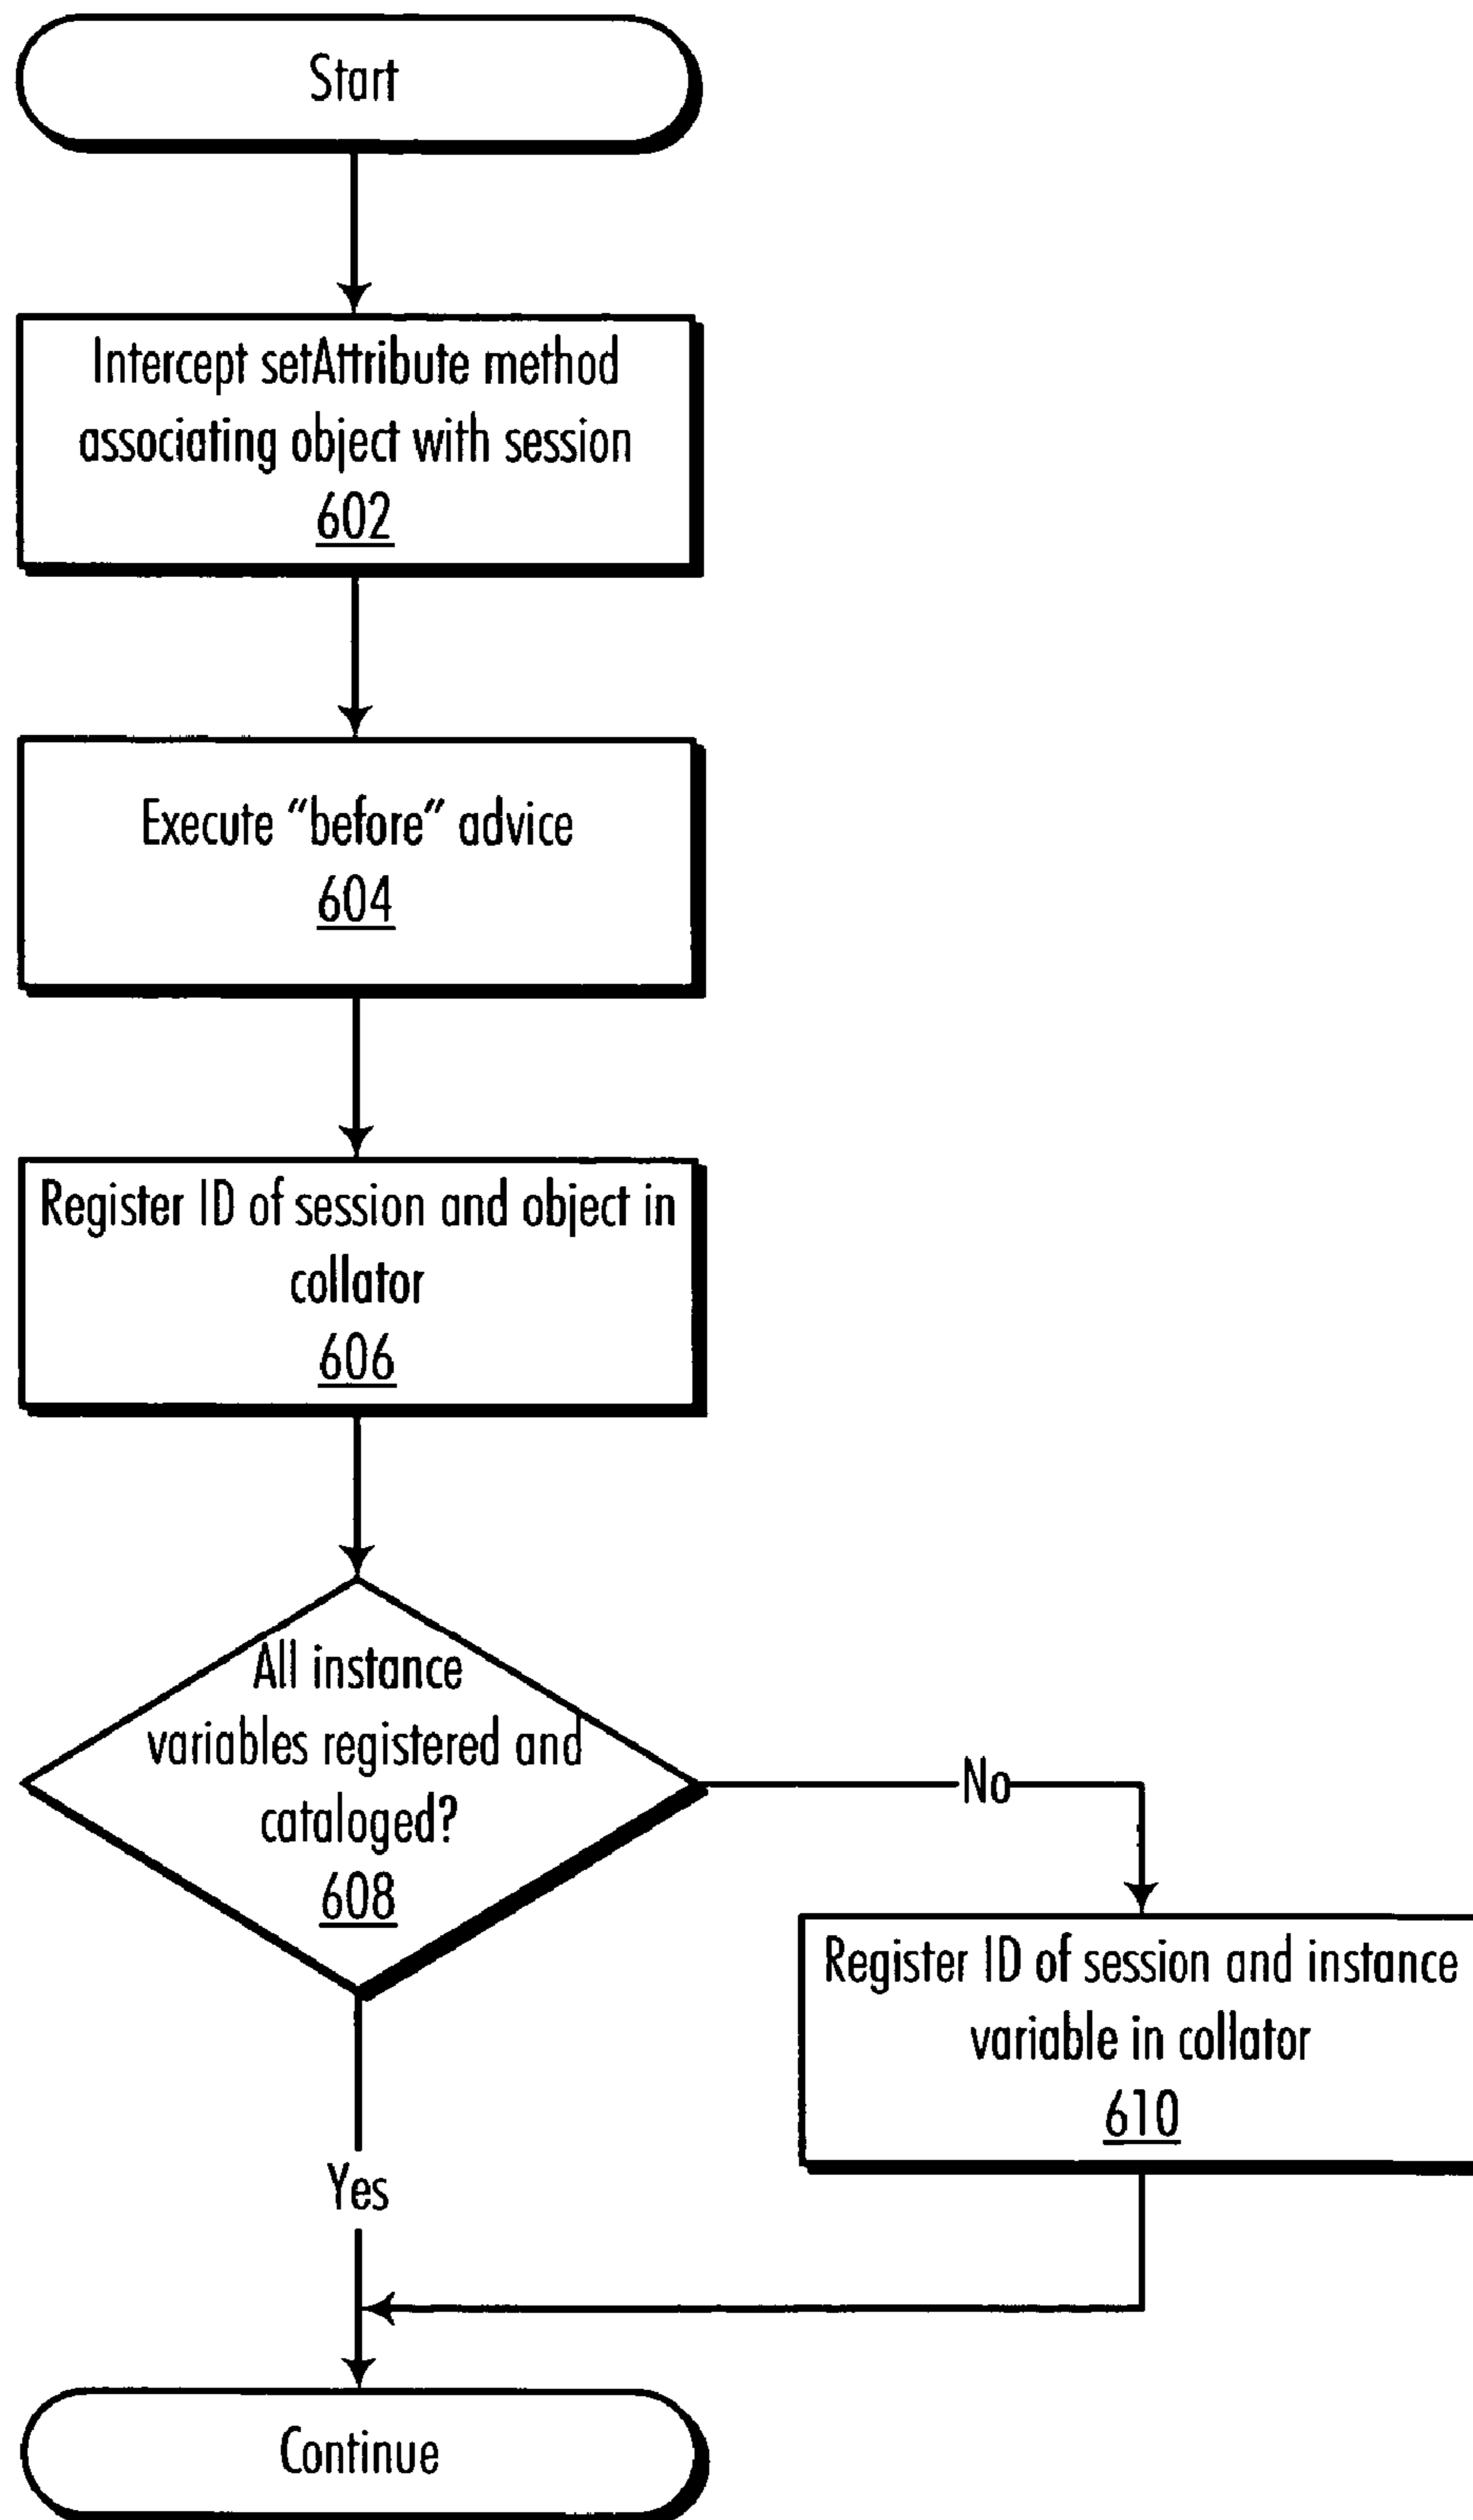 Start
Intercept setAttribute method
associating object with session
602
Execute “before” advice
604
Register ID of session and object in
collator
606
All instance
variables registered and
cataloged?
608
No
Register ID of session and instance
variable in collator
610
Yes
Continue